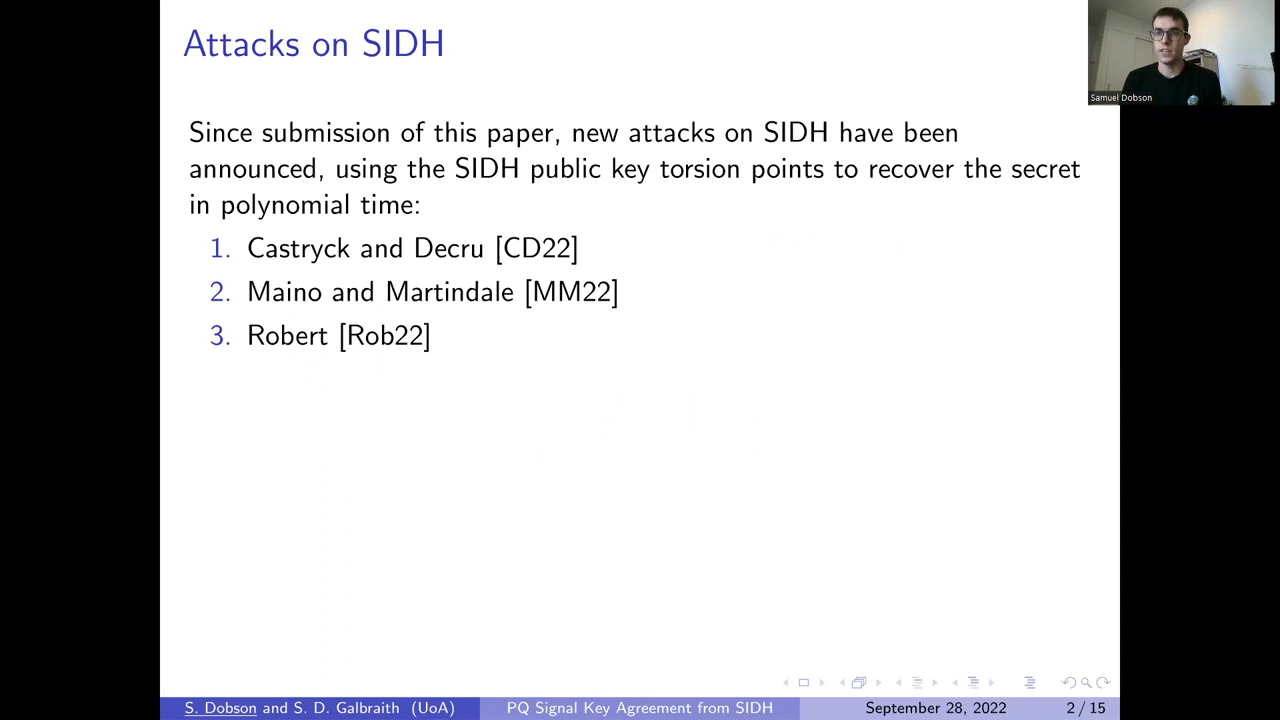 Attacks on SIDH
Samuel Dobson
Since submission of this paper, new attacks on SIDH have been
announced, using the SIDH public key torsion points to recover the secret
in polynomial time:
1. Castryck and Decru [CD22]
2. Maino and Martindale [MM22]
3. Robert [Rob22]
S. Dobson and S. D. Galbraith (UoA)
PQ Signal Key Agreement from SIDH
September 28, 2022
2 / 15